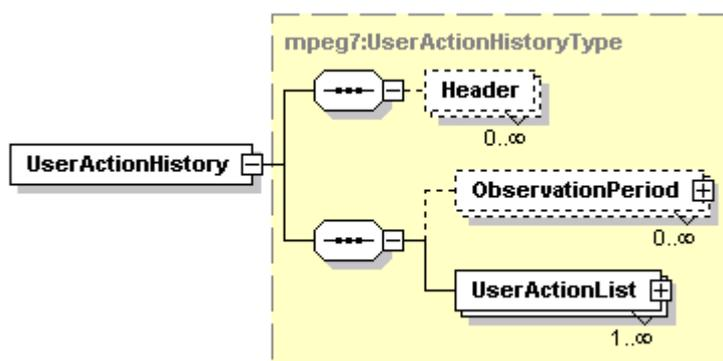 mpeg7:UserActionHistoryType
Header
0..∞
UserActionHistory
ObservationPeriod
0..∞
UserActionList
1..∞